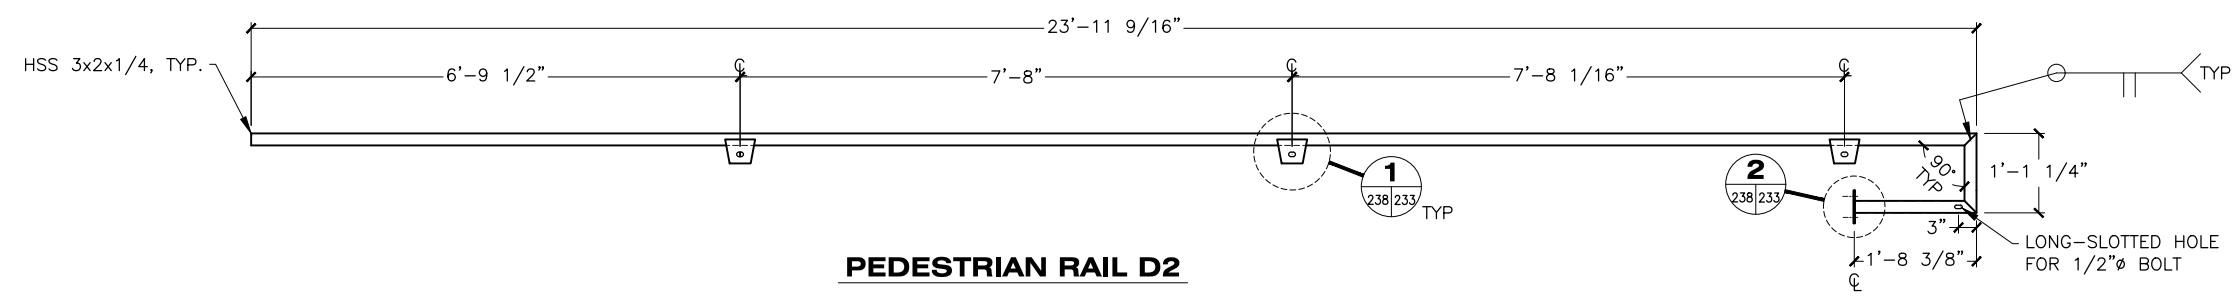 23'-11 9/16"
HSS 3x2x1/4, TYP.
6'-9 1/2"
℄
7'-8"
℄
7'-8 1/16"
℄
TYP
1
238 233
TYP
2
238 233
90°
TYP
1'-1 1/4"
3"
LONG-SLOTTED HOLE
FOR 1/2"ø BOLT
1'-8 3/8"
℄
PEDESTRIAN RAIL D2